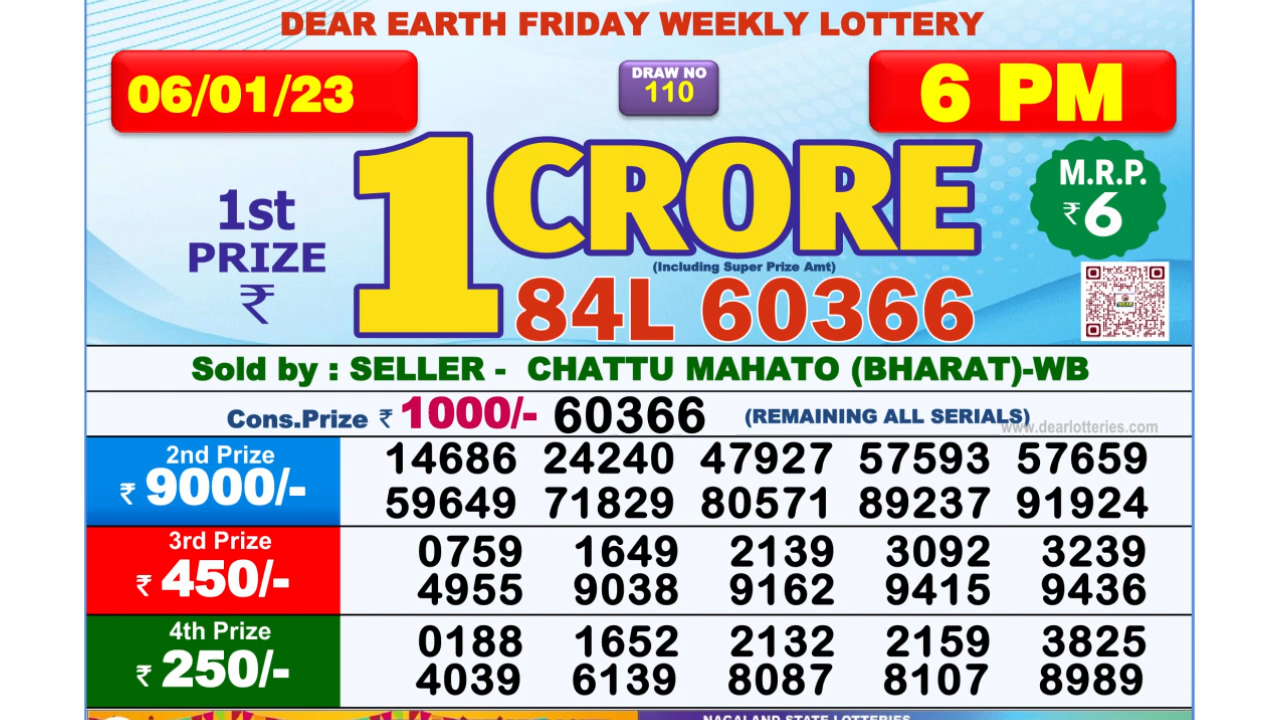 DEAR EARTH FRIDAY WEEKLY LOTTERY
06/01/23
DRAW NO
110
6 PM
1st
PRIZE
₹
1 CRORE
(Including Super Prize Amt)
84L 60366
M.R.P.
₹6
Sold by : SELLER - CHATTU MAHATO (BHARAT)-WB
Cons.Prize ₹ 1000/- 60366 (REMAINING ALL SERIALS)
www.dearlotteries.com
2nd Prize
₹ 9000/-
14686 24240 47927 57593 57659
59649 71829 80571 89237 91924
3rd Prize
₹ 450/-
0759 1649 2139 3092 3239
4955 9038 9162 9415 9436
4th Prize
₹ 250/-
0188 1652 2132 2159 3825
4039 6139 8087 8107 8989
NAGALAND STATE LOTTERIES